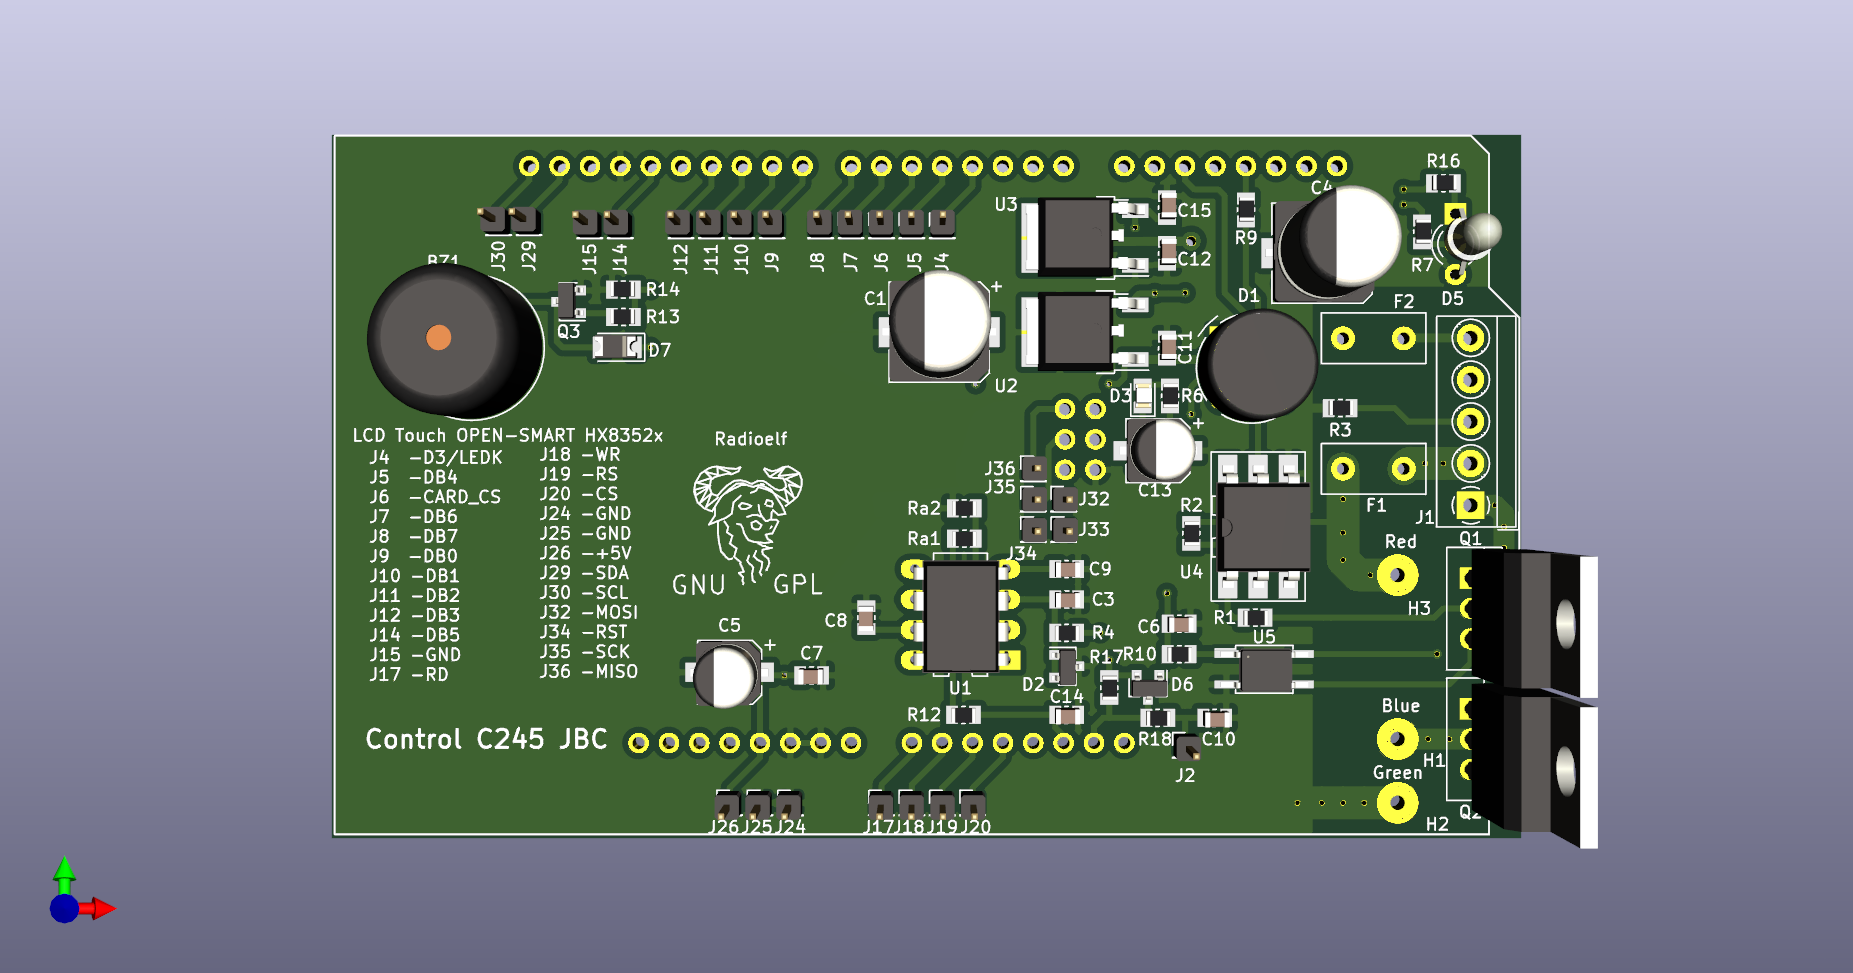 R16
C4
U3
C15
R9
R7
J30
J29
J15
J14
J12
J11
J10
J9
J8
J7
J6
J5
J4
C12
BZ1
R14
C1
D1
F2
D5
Q3
R13
D7
C11
U2
D3
R6
R3
LCD Touch OPEN-SMART HX8352x
J4 -D3/LEDK
J5 -DB4
J6 -CARD_CS
J7 -DB6
J8 -DB7
J9 -DB0
J10 -DB1
J11 -DB2
J12 -DB3
J14 -DB5
J15 -GND
J17 -RD
J18 -WR
J19 -RS
J20 -CS
J24 -GND
J25 -GND
J26 -+5V
J29 -SDA
J30 -SCL
J32 -MOSI
J34 -RST
J35 -SCK
J36 -MISO
Radioelf
GNU GPL
J36
J35
J32
J33
J34
C13
R2
F1
J1
Ra2
Ra1
Red
Q1
U4
C9
C3
H3
C8
C5
R4
C6
R1
U5
C7
R17
R10
U1
D2
D6
C14
Blue
R12
R18
C10
H1
Control C245 JBC
J2
Green
J26
J25
J24
J17
J18
J19
J20
H2
Q2